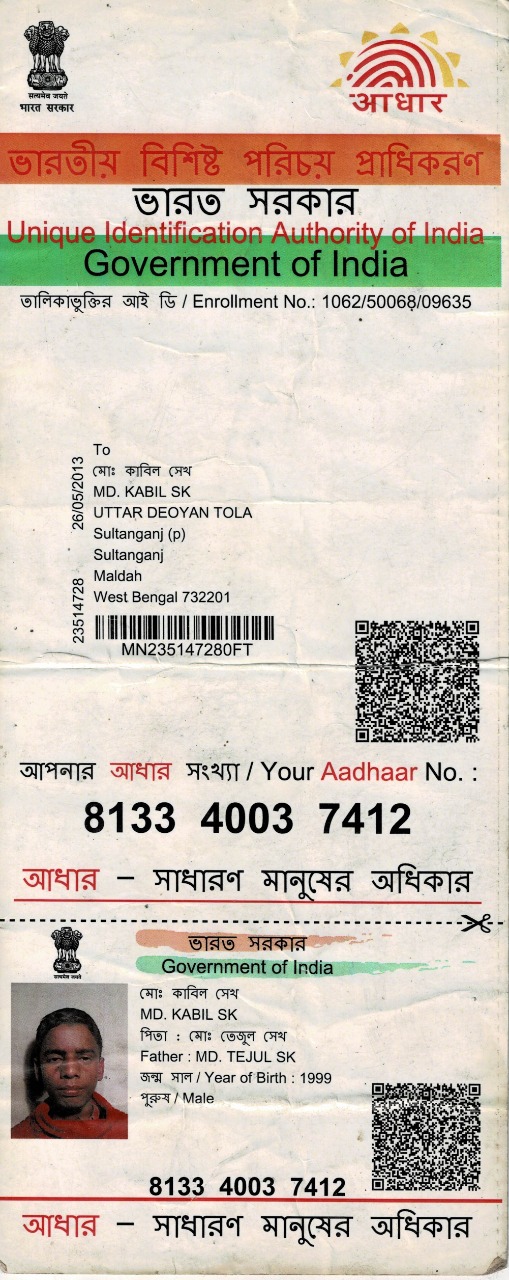 सत्यमेव जयते
भारत सरकार
आधार
ভারতীয় বিশিষ্ট পরিচয় প্রাধিকরণ
ভারত সরকার
Unique Identification Authority of India
Government of India
তালিকাভুক্তির আই ডি / Enrollment No.: 1062/50068/09635
To
মোঃ কাবিল সেখ
MD. KABIL SK
UTTAR DEOYAN TOLA
Sultanganj (p)
Sultanganj
Maldah
West Bengal 732201
26/05/2013
23514728
MN235147280FT
আপনার আধার সংখ্যা / Your Aadhaar No. :
8133 4003 7412
আধার – সাধারণ মানুষের অধিকার
सत्यमेव जयते
ভারত সরকার
Government of India
মোঃ কাবিল সেখ
MD. KABIL SK
পিতা : মোঃ তেজুল সেখ
Father : MD. TEJUL SK
জন্ম সাল / Year of Birth : 1999
পুরুষ / Male
8133 4003 7412
আধার – সাধারণ মানুষের অধিকার